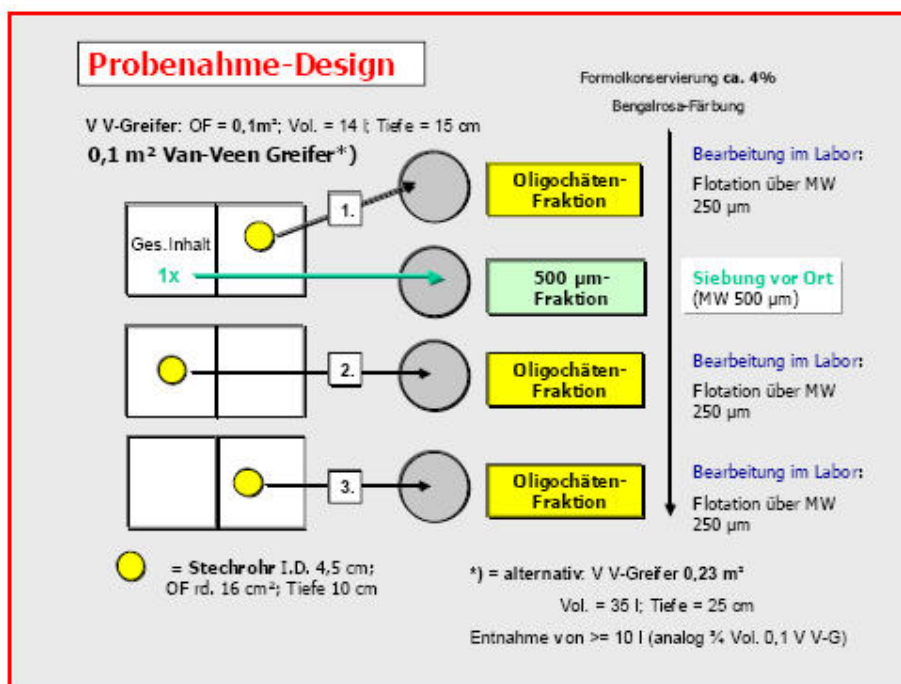 Probenahme-Design
Formolkonservierung ca. 4%
Bengalrosa-Färbung
V V-Greifer: OF = 0,1m²; Vol. = 14 l; Tiefe = 15 cm
0,1 m² Van-Veen Greifer*)
Bearbeitung im Labor:
Flotation über MW
250 µm
Oligochäten-
Fraktion
1.
Ges.Inhalt
1x
500 µm-
Fraktion
Siebung vor Ort
(MW 500 µm)
2.
Oligochäten-
Fraktion
Bearbeitung im Labor:
Flotation über MW
250 µm
3.
Oligochäten-
Fraktion
Bearbeitung im Labor:
Flotation über MW
250 µm
= Stechrohr I.D. 4,5 cm;
OF rd. 16 cm²; Tiefe 10 cm
*) = alternativ: V V-Greifer 0,23 m²
Vol. = 35 l; Tiefe = 25 cm
Entnahme von >= 10 l (analog ¾ Vol. 0,1 V V-G)